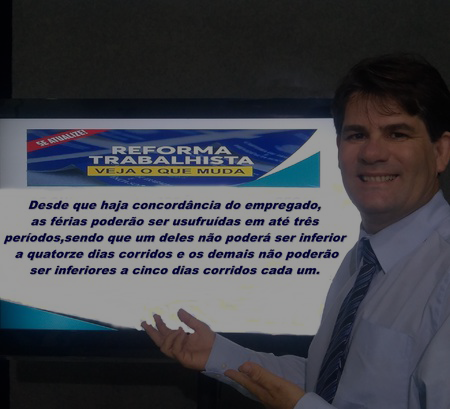 SE ATUALIZE!
REFORMA
TRABALHISTA
VEJA O QUE MUDA
Desde que haja concordância do empregado,
as férias poderão ser usufruídas em até três
períodos,sendo que um deles não poderá ser inferior
a quatorze dias corridos e os demais não poderão
ser inferiores a cinco dias corridos cada um.